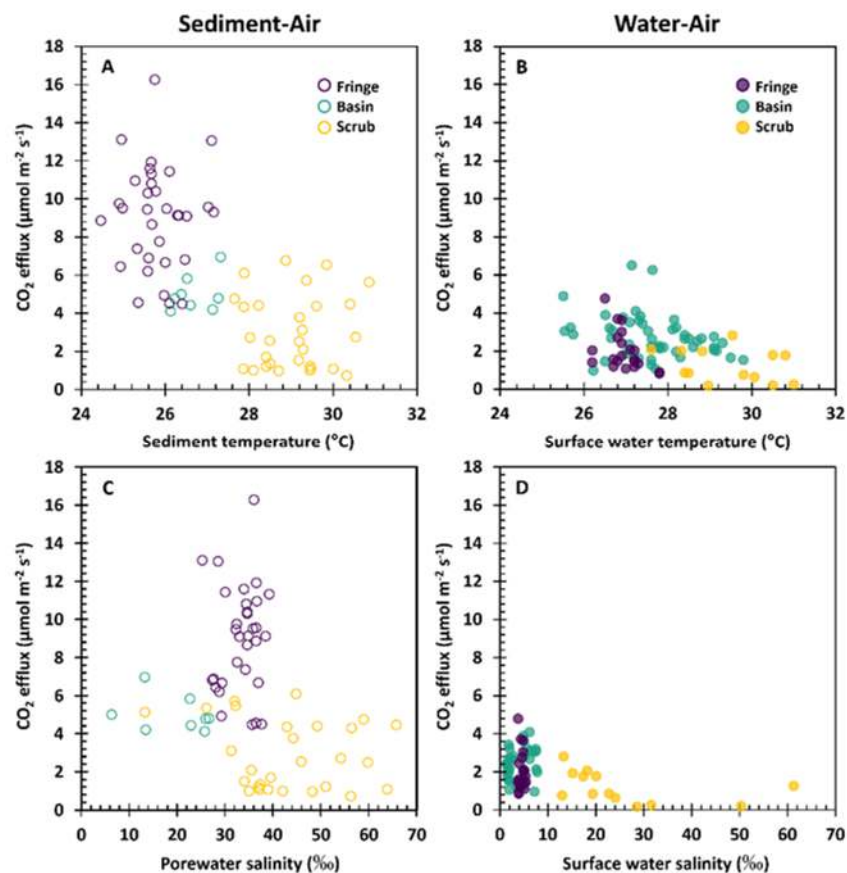 Sediment-Air
Water-Air
18
16
14
12
10
8
6
4
2
0
CO₂ efflux (µmol m⁻² s⁻¹)
A
Fringe
Basin
Scrub
24 26 28 30 32
Sediment temperature (°C)
18
16
14
12
10
8
6
4
2
0
CO₂ efflux (µmol m⁻² s⁻¹)
B
Fringe
Basin
Scrub
24 26 28 30 32
Surface water temperature (°C)
18
16
14
12
10
8
6
4
2
0
CO₂ efflux (µmol m⁻² s⁻¹)
C
0 10 20 30 40 50 60 70
Porewater salinity (‰)
18
16
14
12
10
8
6
4
2
0
CO₂ efflux (µmol m⁻² s⁻¹)
D
0 10 20 30 40 50 60 70
Surface water salinity (‰)